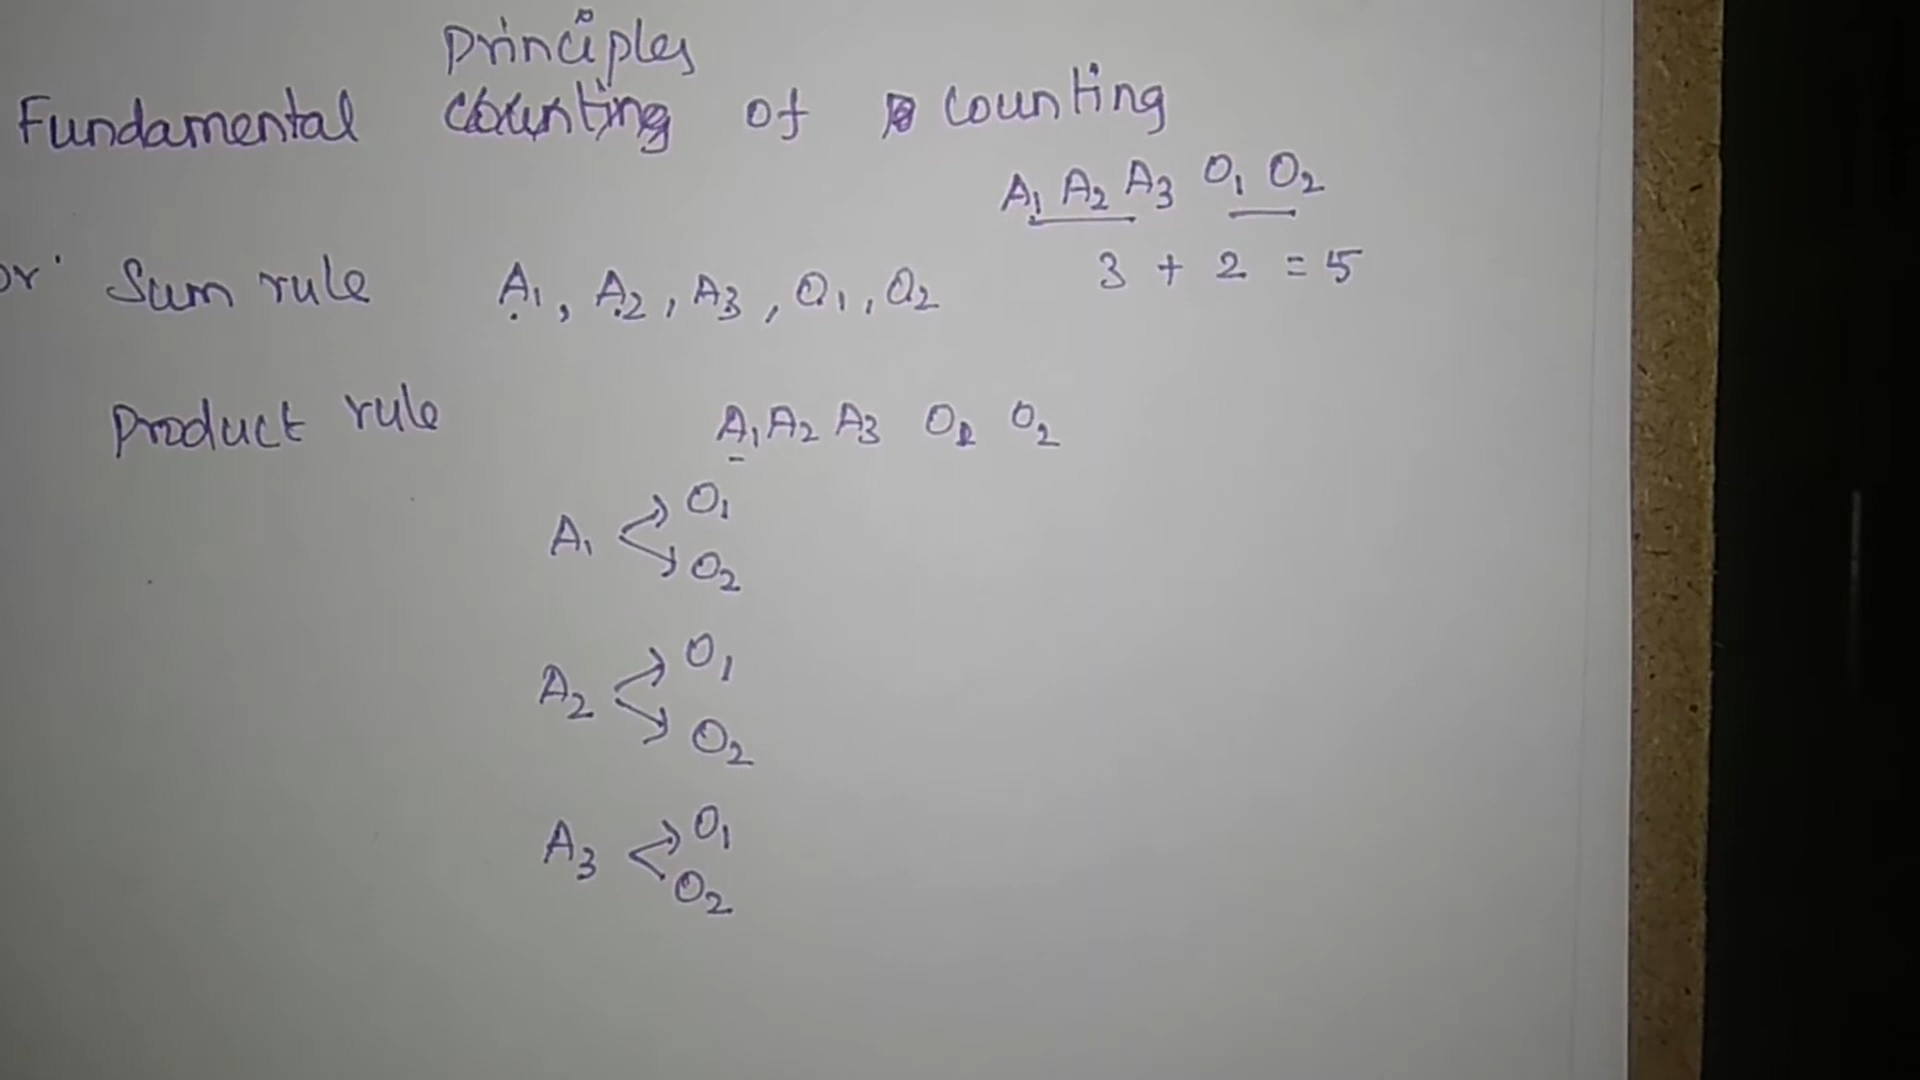 principles
Fundamental counting of counting
A1 A2 A3 O1 O2
3 + 2 = 5
or Sum rule A1, A2, A3, O1, O2
product rule A1 A2 A3 O1 O2
A1 O1
O2
A2 O1
O2
A3 O1
O2